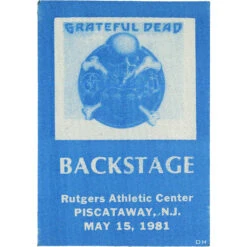 GRATEFUL DEAD
BACKSTAGE
Rutgers Athletic Center
PISCATAWAY, N.J.
MAY 15, 1981